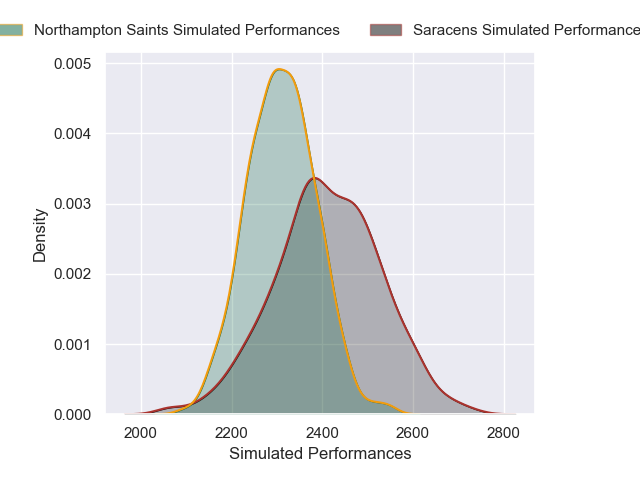 Northampton Saints Simulated Performances
Saracens Simulated Performance
0.005
0.004
0.003
0.002
0.001
0.000
Density
2000 2200 2400 2600 2800
Simulated Performances